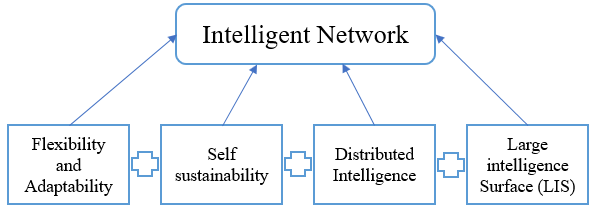 Intelligent Network
Flexibility
and
Adaptability
Self
sustainability
Distributed
Intelligence
Large
intelligence
Surface (LIS)